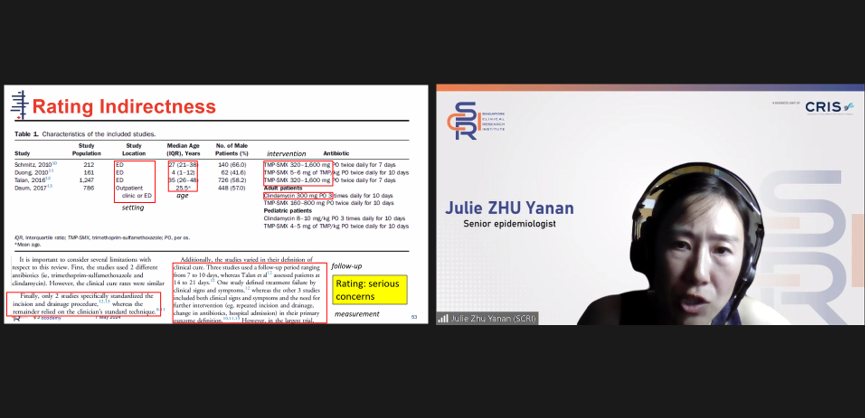 Rating Indirectness
Table 1. Characteristics of the included studies.
Study
Study Population
Study Location
Median Age (IQR), Years
No. of Male Patients (%)
intervention
Antibiotic
Schmitz, 2010 212 ED 27 (21–38) 140 (66.0) TMP-SMX 320–1,600 mg PO twice daily for 7 days
Duong, 2010 161 ED 4 (1–12) 62 (41.6) TMP-SMX 5–6 mg of TMP/kg PO twice daily for 10 days
Talan, 2016 1,247 ED 35 (26–48) 726 (58.2) TMP-SMX 320–1,600 mg PO twice daily for 7 days
Daum, 2017 786 Outpatient 25.5* 448 (57.0) Adult patients
clinic or ED age Clindamycin 300 mg PO 3 times daily for 10 days
setting TMP-SMX 160–800 mg PO twice daily for 10 days
Pediatric patients
Clindamycin 8–10 mg/kg PO 3 times daily for 10 days
TMP-SMX 4–5 mg of TMP/kg PO twice daily for 10 days
IQR, Interquartile ratio; TMP-SMX, trimethoprim-sulfamethoxazole; PO, per os.
*Mean age.
It is important to consider several limitations with
respect to this review. First, the studies used 2 different
antibiotics (ie, trimethoprim-sulfamethoxazole and
clindamycin). However, the clinical cure rates were similar
Finally, only 2 studies specifically standardized the
incision and drainage procedure, whereas the
remainder relied on the clinician's standard technique.
Additionally, the studies varied in their definition of
clinical cure. Three studies used a follow-up period ranging
from 7 to 10 days, whereas Talan et al assessed patients at
14 to 21 days. One study defined treatment failure by
clinical signs and symptoms, whereas the other 3 studies
included both clinical signs and symptoms and the need for
further intervention (eg, repeated incision and drainage,
change in antibiotics, hospital admission) in their primary
outcome definition. However, in the largest trial,
follow-up
Rating: serious
concerns
measurement
7 May 2024
53
SCRI
SINGAPORE
CLINICAL
RESEARCH
INSTITUTE
A BUSINESS UNIT OF
CRIS
Julie ZHU Yanan
Senior epidemiologist
Julie Zhu Yanan (SCRI)